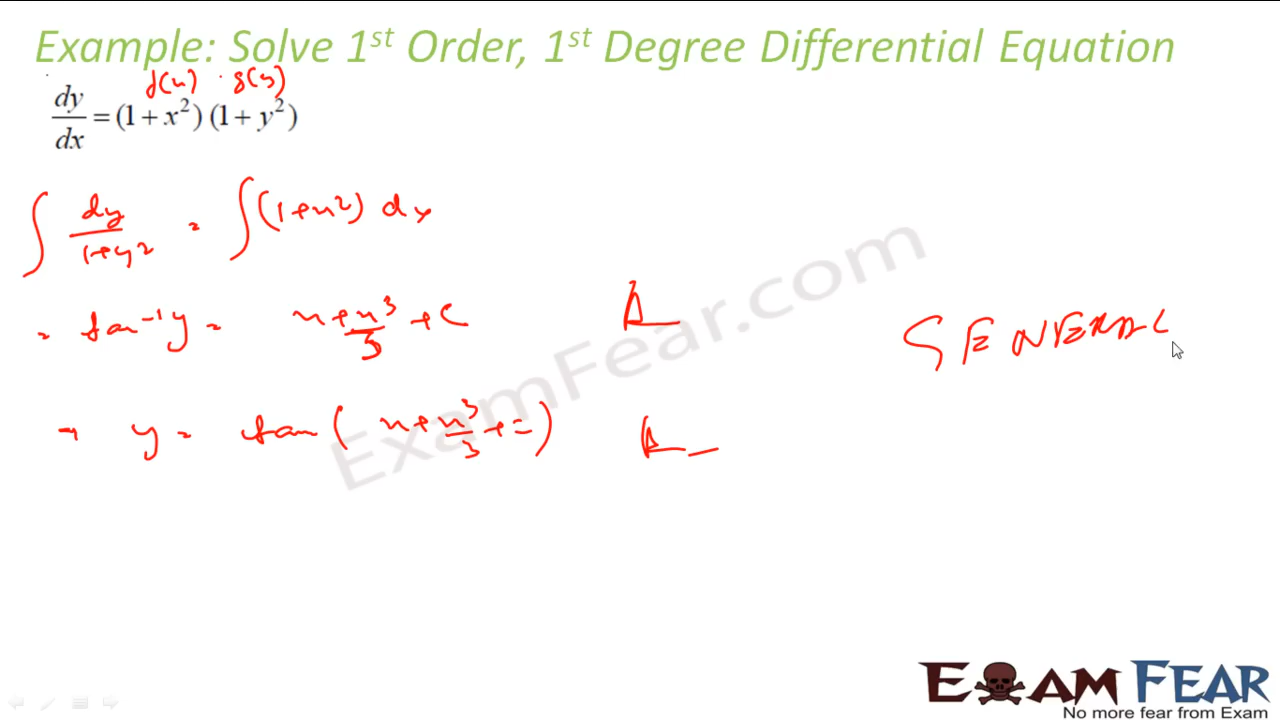 Example: Solve 1st Order, 1st Degree Differential Equation
f(x) · g(y)
dy/dx = (1 + x²) (1 + y²)
∫ dy/1+y² = ∫ (1+x²) dx
= tan⁻¹y = x + x³/3 + C
GENERAL
→ y = tan( x + x³/3 + c )
ExamFear.com
EXAM FEAR
No more fear from Exam